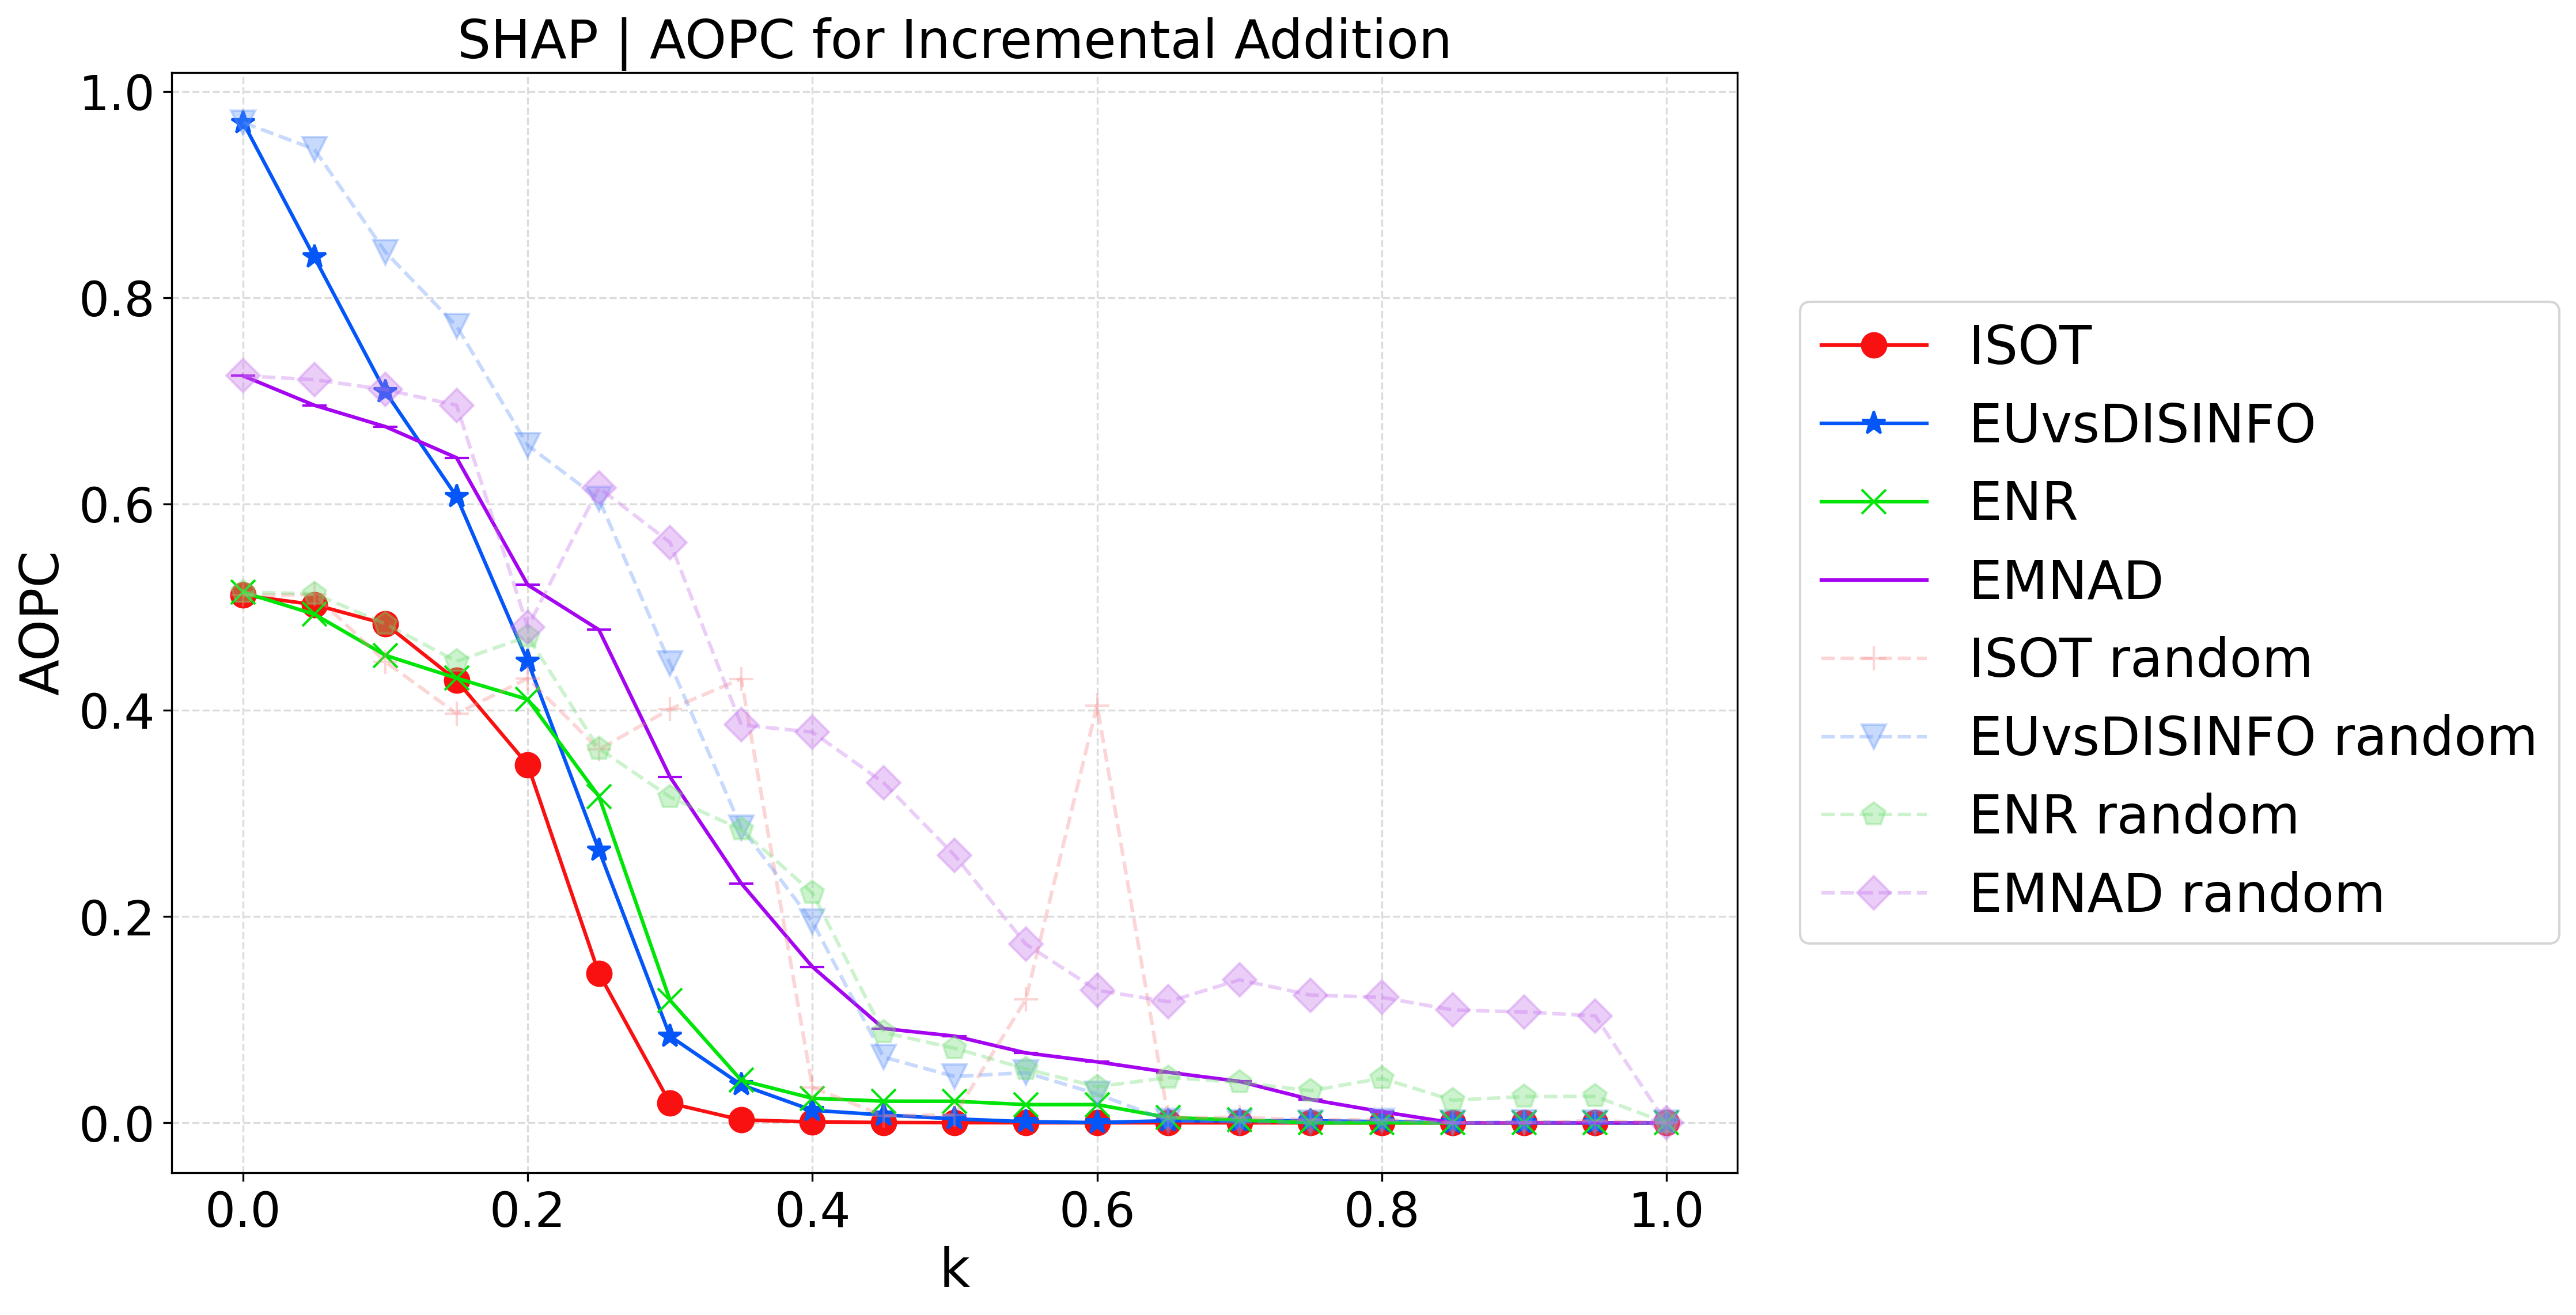 SHAP | AOPC for Incremental Addition
AOPC
1.0
0.8
0.6
0.4
0.2
0.0
0.0 0.2 0.4 0.6 0.8 1.0
k
ISOT
EUvsDISINFO
ENR
EMNAD
ISOT random
EUvsDISINFO random
ENR random
EMNAD random